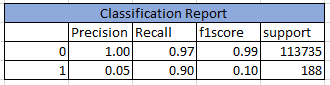 Classification Report
Precision Recall f1score support
0 1.00 0.97 0.99 113735
1 0.05 0.90 0.10 188